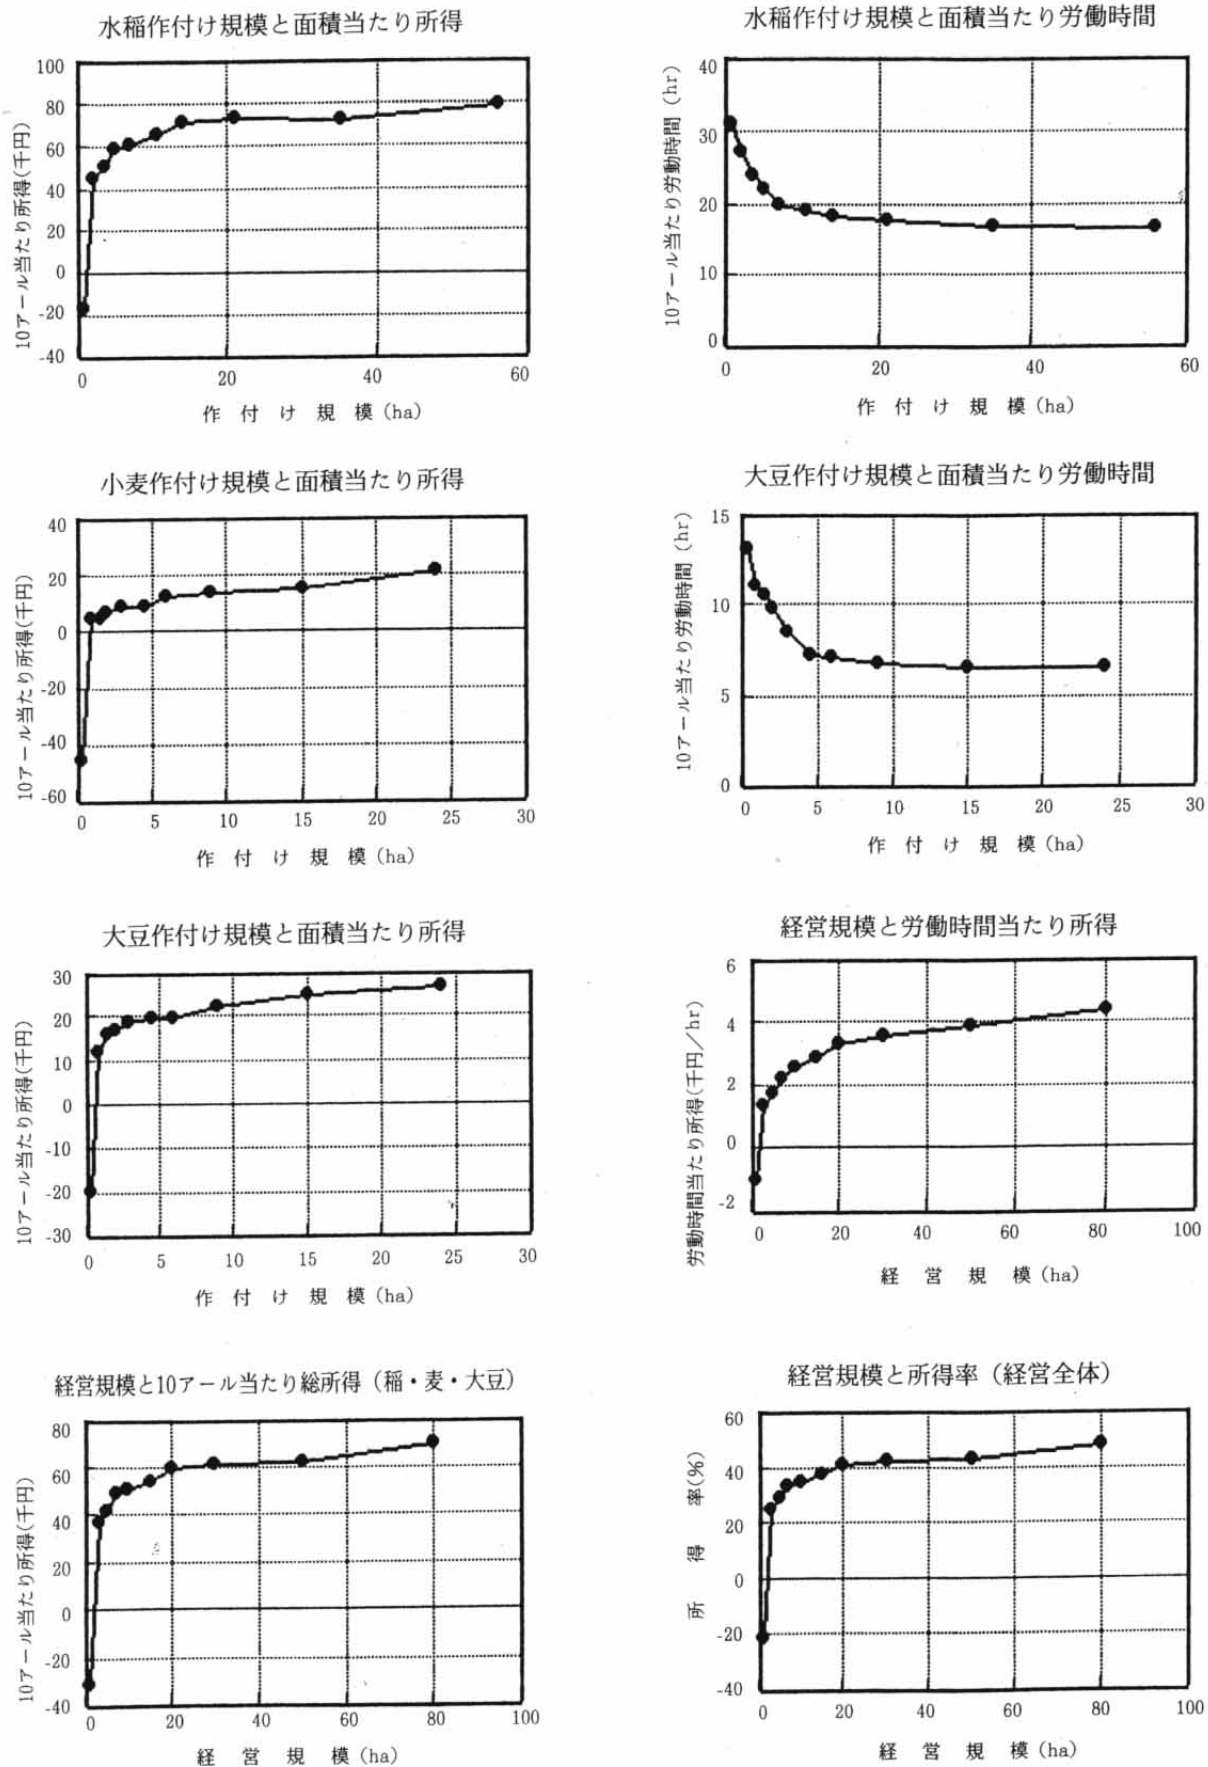 水稲作付け規模と面積当たり所得
10アール当たり所得(千円)
100
80
60
40
20
0
-20
-40
0 20 40 60
作付け規模(ha)
水稲作付け規模と面積当たり労働時間
10アール当たり労働時間(hr)
40
30
20
10
0
0 20 40 60
作付け規模(ha)
小麦作付け規模と面積当たり所得
10アール当たり所得(千円)
40
20
0
-20
-40
-60
0 5 10 15 20 25 30
作付け規模(ha)
大豆作付け規模と面積当たり労働時間
10アール当たり労働時間(hr)
15
10
5
0
0 5 10 15 20 25 30
作付け規模(ha)
大豆作付け規模と面積当たり所得
10アール当たり所得(千円)
30
20
10
0
-10
-20
-30
0 5 10 15 20 25 30
作付け規模(ha)
経営規模と労働時間当たり所得
労働時間当たり所得(千円/hr)
6
4
2
0
-2
0 20 40 60 80 100
経営規模(ha)
経営規模と10アール当たり総所得(稲・麦・大豆)
10アール当たり所得(千円)
80
60
40
20
0
-20
-40
0 20 40 60 80 100
経営規模(ha)
経営規模と所得率(経営全体)
所得率(%)
60
40
20
0
-20
-40
0 20 40 60 80 100
経営規模(ha)